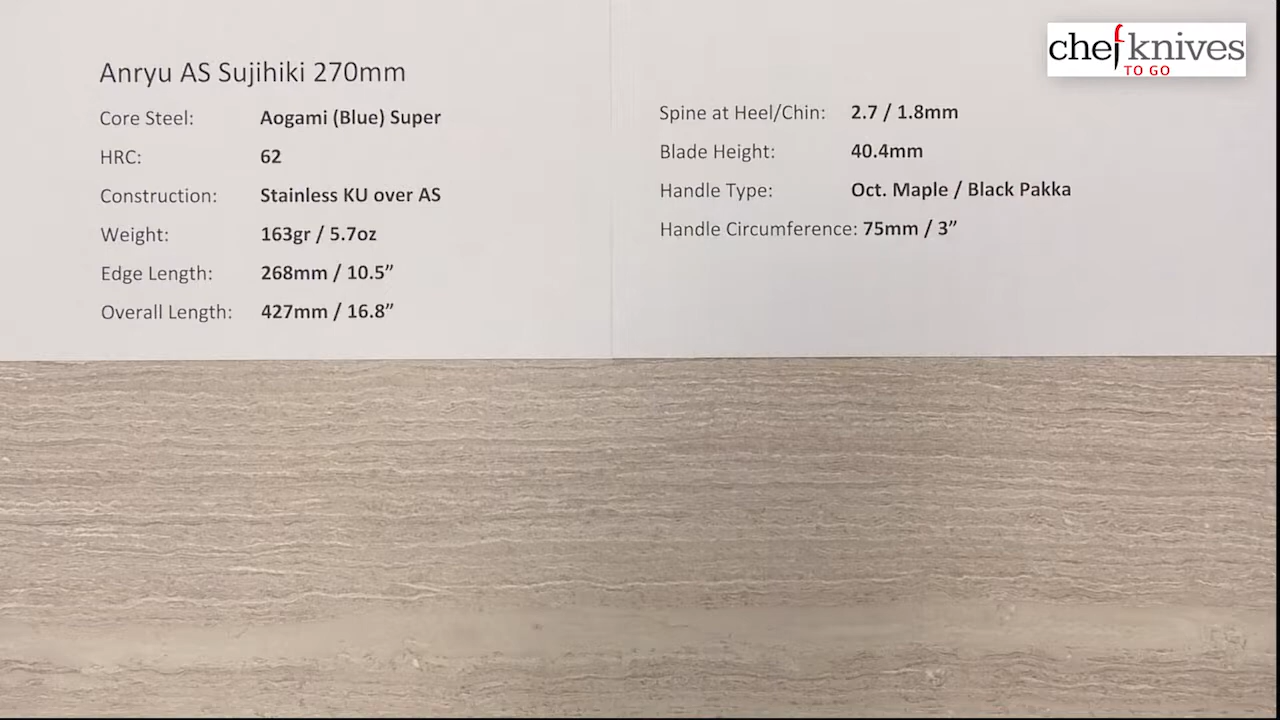 Anryu AS Sujihiki 270mm
Core Steel: Aogami (Blue) Super
HRC: 62
Construction: Stainless KU over AS
Weight: 163gr / 5.7oz
Edge Length: 268mm / 10.5”
Overall Length: 427mm / 16.8”
Spine at Heel/Chin: 2.7 / 1.8mm
Blade Height: 40.4mm
Handle Type: Oct. Maple / Black Pakka
Handle Circumference: 75mm / 3”
chefknives
TO GO